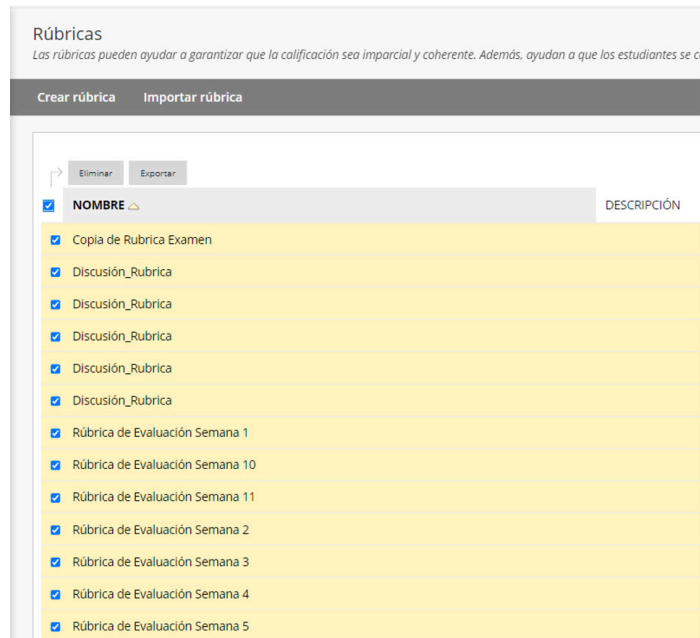 Rúbricas
Las rúbricas pueden ayudar a garantizar que la calificación sea imparcial y coherente. Además, ayudan a que los estudiantes se
Crear rúbrica Importar rúbrica
Eliminar Exportar
NOMBRE DESCRIPCIÓN
Copia de Rubrica Examen
Discusión_Rubrica
Discusión_Rubrica
Discusión_Rubrica
Discusión_Rubrica
Discusión_Rubrica
Rúbrica de Evaluación Semana 1
Rúbrica de Evaluación Semana 10
Rúbrica de Evaluación Semana 11
Rúbrica de Evaluación Semana 2
Rúbrica de Evaluación Semana 3
Rúbrica de Evaluación Semana 4
Rúbrica de Evaluación Semana 5